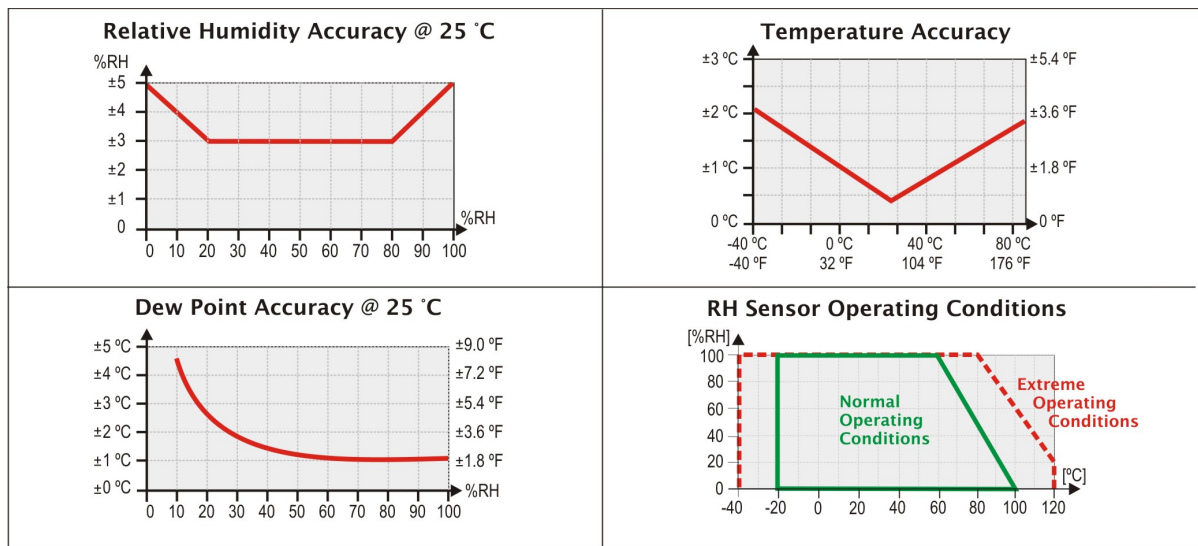 Relative Humidity Accuracy @ 25 ˚C
%RH
±5
±4
±3
±2
±1
0
%RH
0 10 20 30 40 50 60 70 80 90 100
Temperature Accuracy
±3 ºC
±2 ºC
±1 ºC
0 ºC
±5.4 ºF
±3.6 ºF
±1.8 ºF
0 ºF
-40 ºC 0 ºC 40 ºC 80 ºC
-40 ºF 32 ºF 104 ºF 176 ºF
Dew Point Accuracy @ 25 ˚C
±5 ºC
±4 ºC
±3 ºC
±2 ºC
±1 ºC
±0 ºC
±9.0 ºF
±7.2 ºF
±5.4 ºF
±3.6 ºF
±1.8 ºF
%RH
0 10 20 30 40 50 60 70 80 90 100
RH Sensor Operating Conditions
[%RH]
100
80
60
40
20
0
Normal
Operating
Conditions
Extreme
Operating
Conditions
[ºC]
-40 -20 0 20 40 60 80 100 120